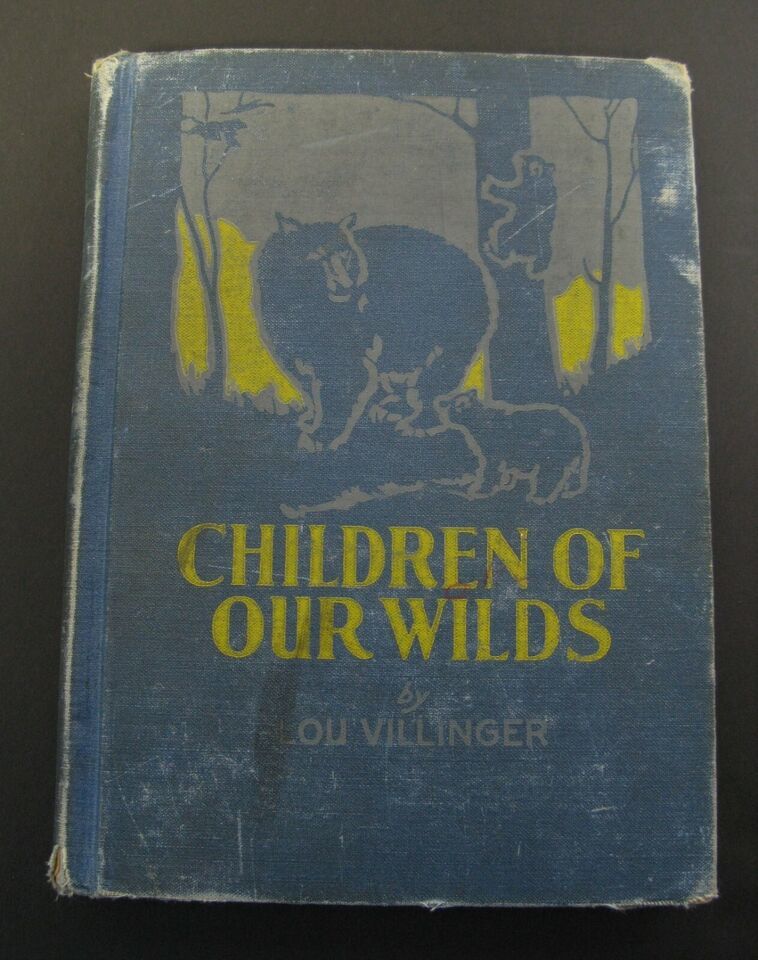 CHILDREN OF
OUR WILDS
by
LOU VILLINGER